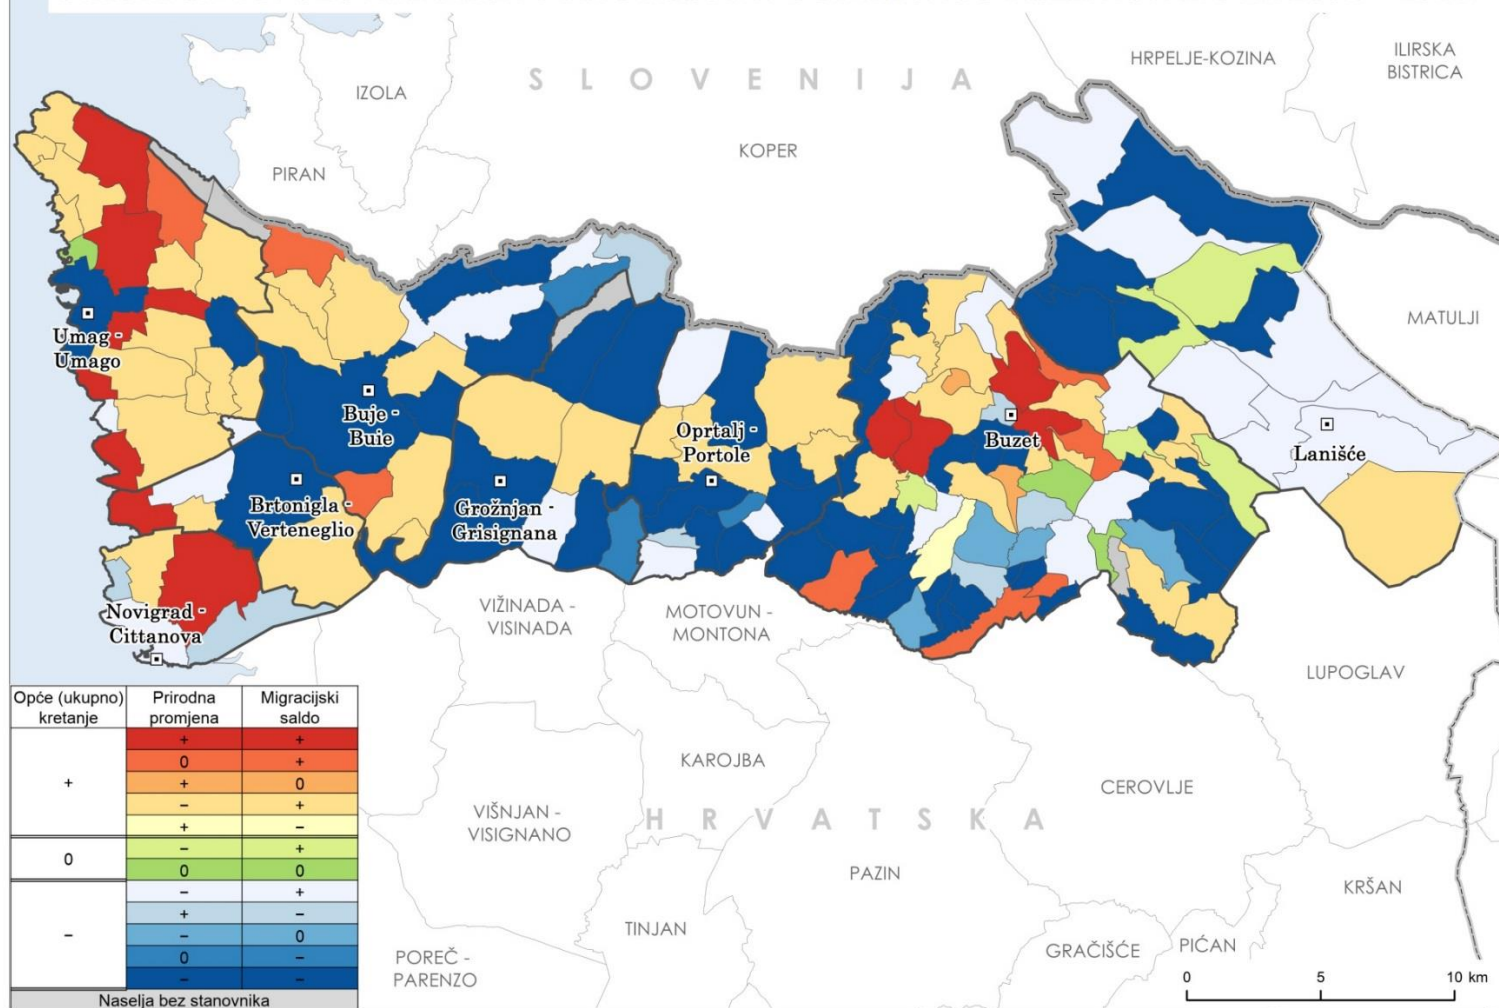 HRPELJE-KOZINA
ILIRSKA
BISTRICA
SLOVENIJA
IZOLA
KOPER
PIRAN
MATULJI
Umag -
Umago
Buje -
Buie
Oprtalj -
Portole
Buzet
Lanišće
Brtonigla -
Verteneglio
Grožnjan -
Grisignana
Novigrad -
Cittanova
VIŽINADA -
VISINADA
MOTOVUN -
MONTONA
LUPOGLAV
KAROJBA
CEROVLJE
VIŠNJAN -
VISIGNANO
HRVATSKA
PAZIN
KRŠAN
TINJAN
GRAČIŠĆE
PIĆAN
POREČ -
PARENZO
Opće (ukupno) Prirodna Migracijski
kretanje promjena saldo
+ + +
0 +
+ 0
− +
+ −
0 − +
0 0
− − +
+ −
− 0
0 −
− −
Naselja bez stanovnika
0 5 10 km